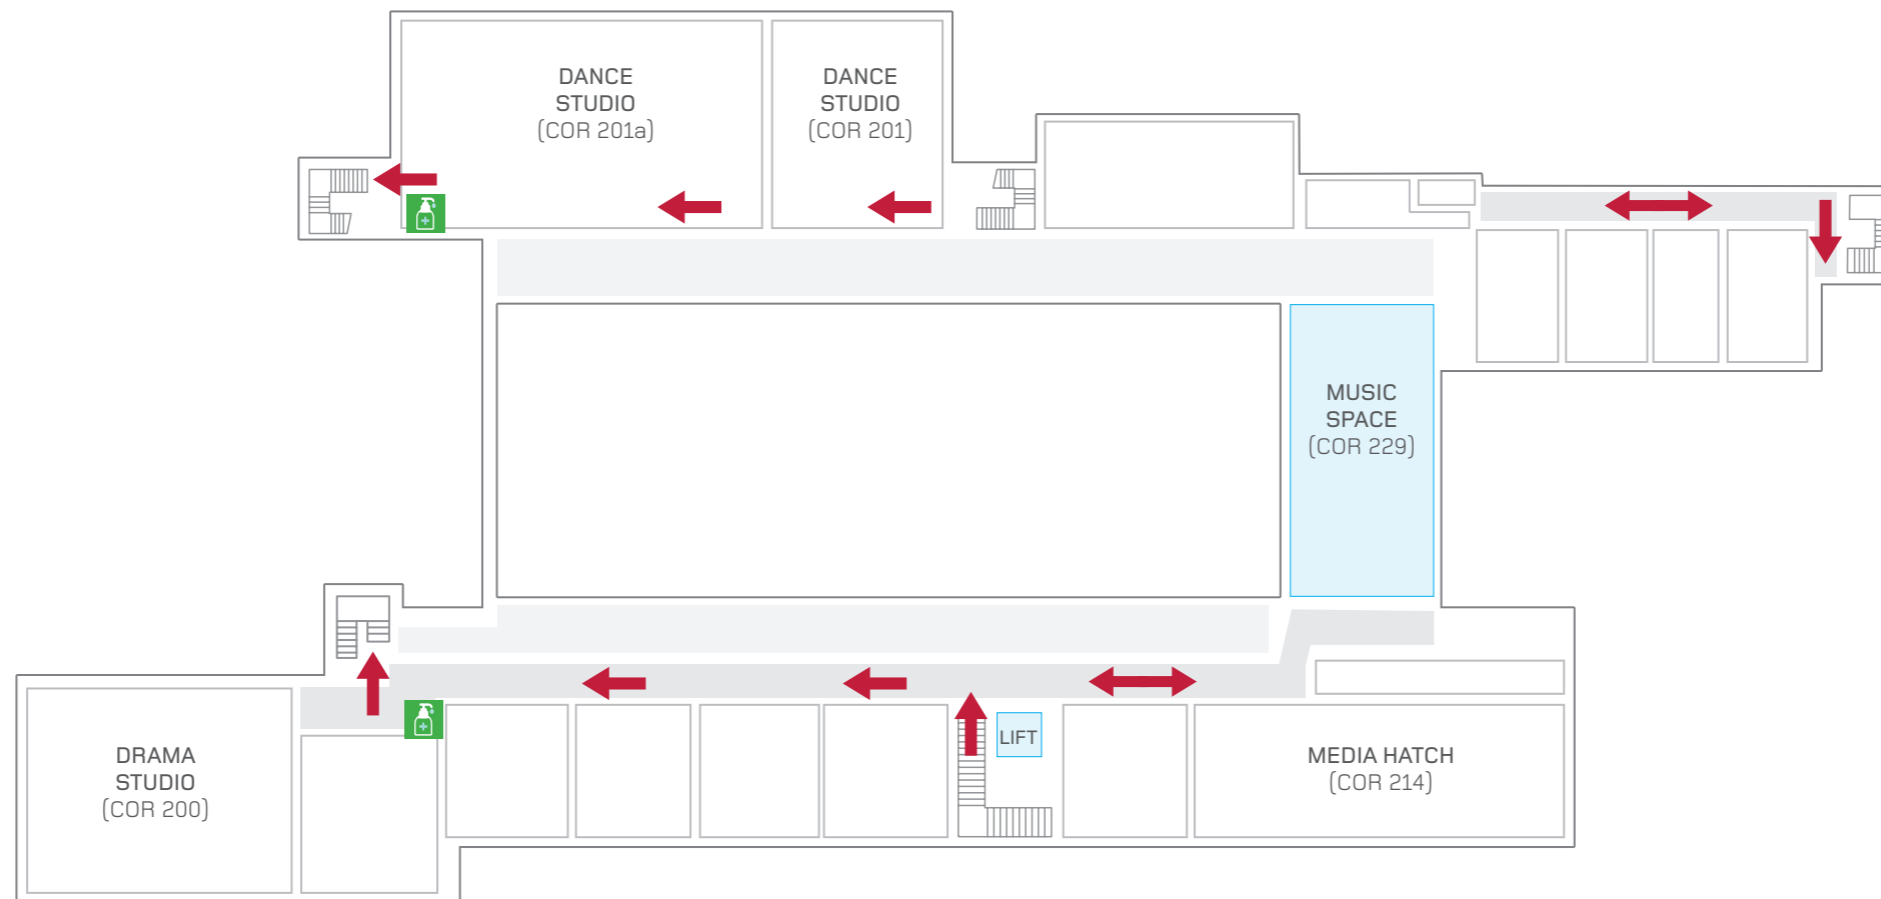 DANCE
STUDIO
(COR 201a)
DANCE
STUDIO
(COR 201)
MUSIC
SPACE
(COR 229)
LIFT
DRAMA
STUDIO
(COR 200)
MEDIA HATCH
(COR 214)